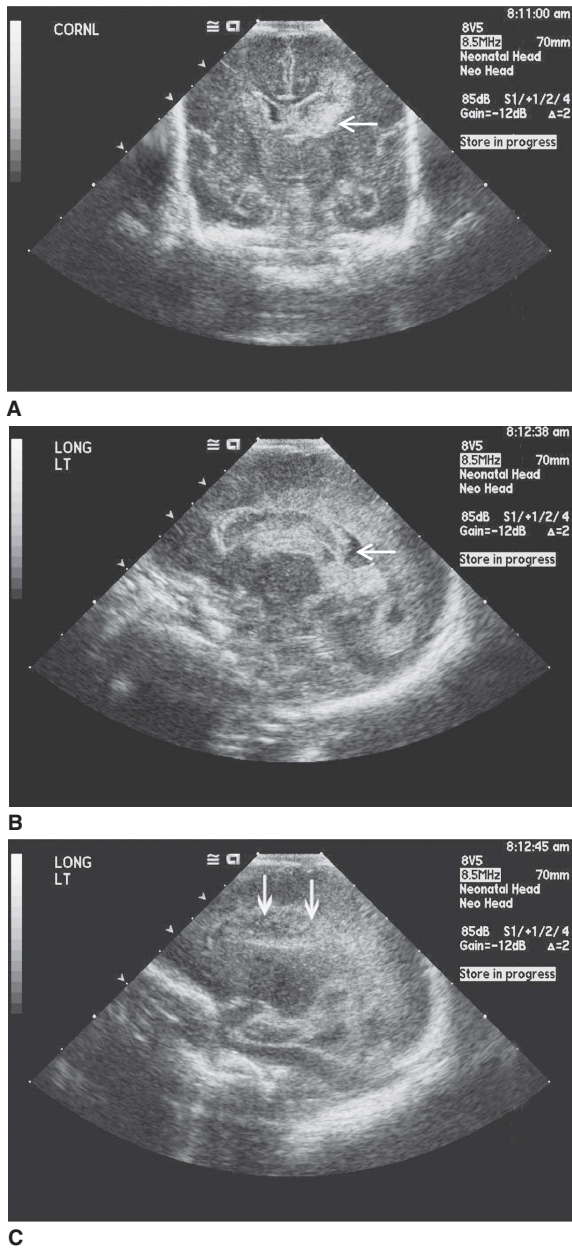 8:11:00 am
CORNL
8V5
8.5MHz 70mm
Neonatal Head
Neo Head
85dB S1/+1/2/4
Gain=-12dB Δ=2
Store in progress
A
8:12:38 am
LONG
LT
8V5
8.5MHz 70mm
Neonatal Head
Neo Head
85dB S1/+1/2/4
Gain=-12dB Δ=2
Store in progress
B
8:12:45 am
LONG
LT
8V5
8.5MHz 70mm
Neonatal Head
Neo Head
85dB S1/+1/2/4
Gain=-12dB Δ=2
Store in progress
C